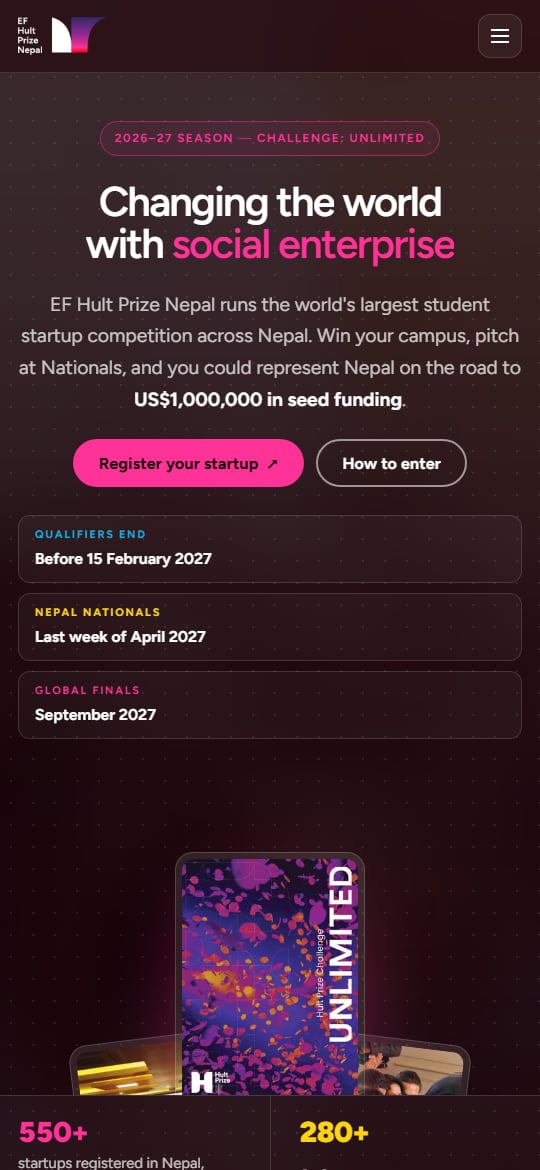 EF
Hult
Prize
Nepal
2026–27 SEASON — CHALLENGE: UNLIMITED
Changing the world
with social enterprise
EF Hult Prize Nepal runs the world's largest student
startup competition across Nepal. Win your campus, pitch
at Nationals, and you could represent Nepal on the road to
US$1,000,000 in seed funding.
Register your startup ↗
How to enter
QUALIFIERS END
Before 15 February 2027
NEPAL NATIONALS
Last week of April 2027
GLOBAL FINALS
September 2027
Hult Prize Challenge
UNLIMITED
Hult
Prize
550+
280+
startups registered in Nepal,